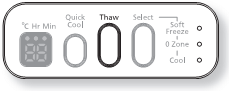 °C Hr Min
Quick
Cool
Thaw
Select
Soft
Freeze
0 Zone
Cool
88